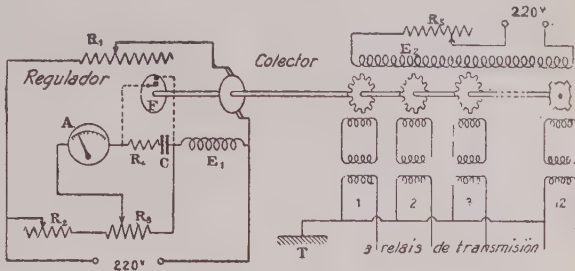 R₁
Regulador
A
F
R₄
C
E₁
R₂
R₃
220ᵛ
Colector
R₅
220ᵛ
E₂
1
2
3
12
T
a relais de transmisión